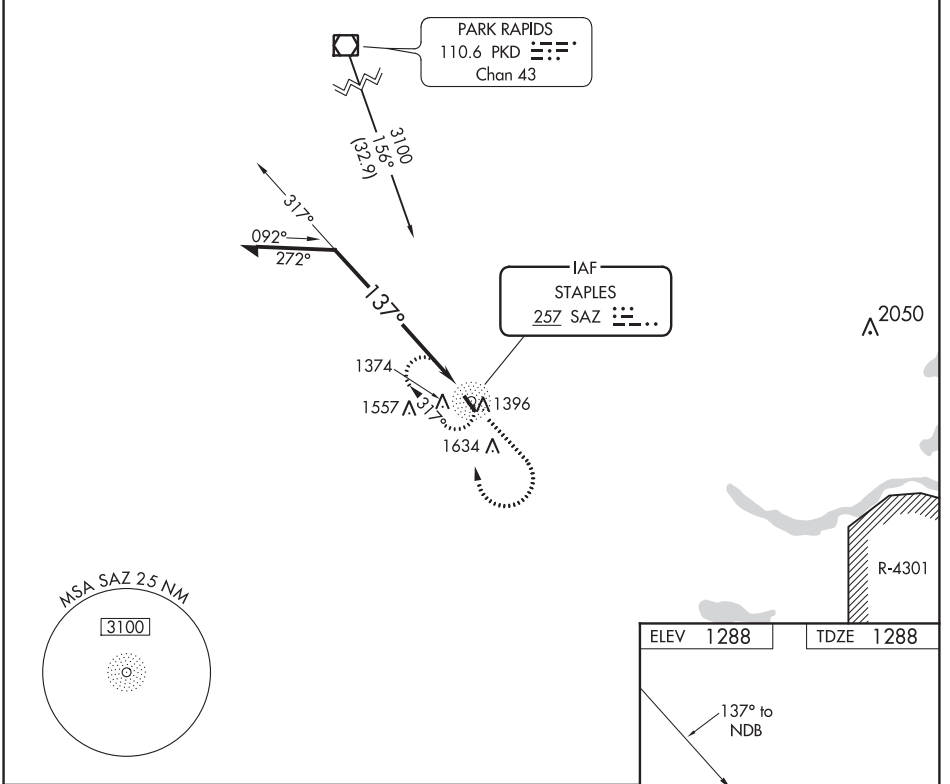 PARK RAPIDS
110.6 PKD
Chan 43
3100
156°
(32.9)
317°
092°
272°
137°
IAF
STAPLES
257 SAZ
2050
1374
1557
317°
1396
1634
R-4301
MSA SAZ 25 NM
3100
ELEV 1288
TDZE 1288
137° to
NDB